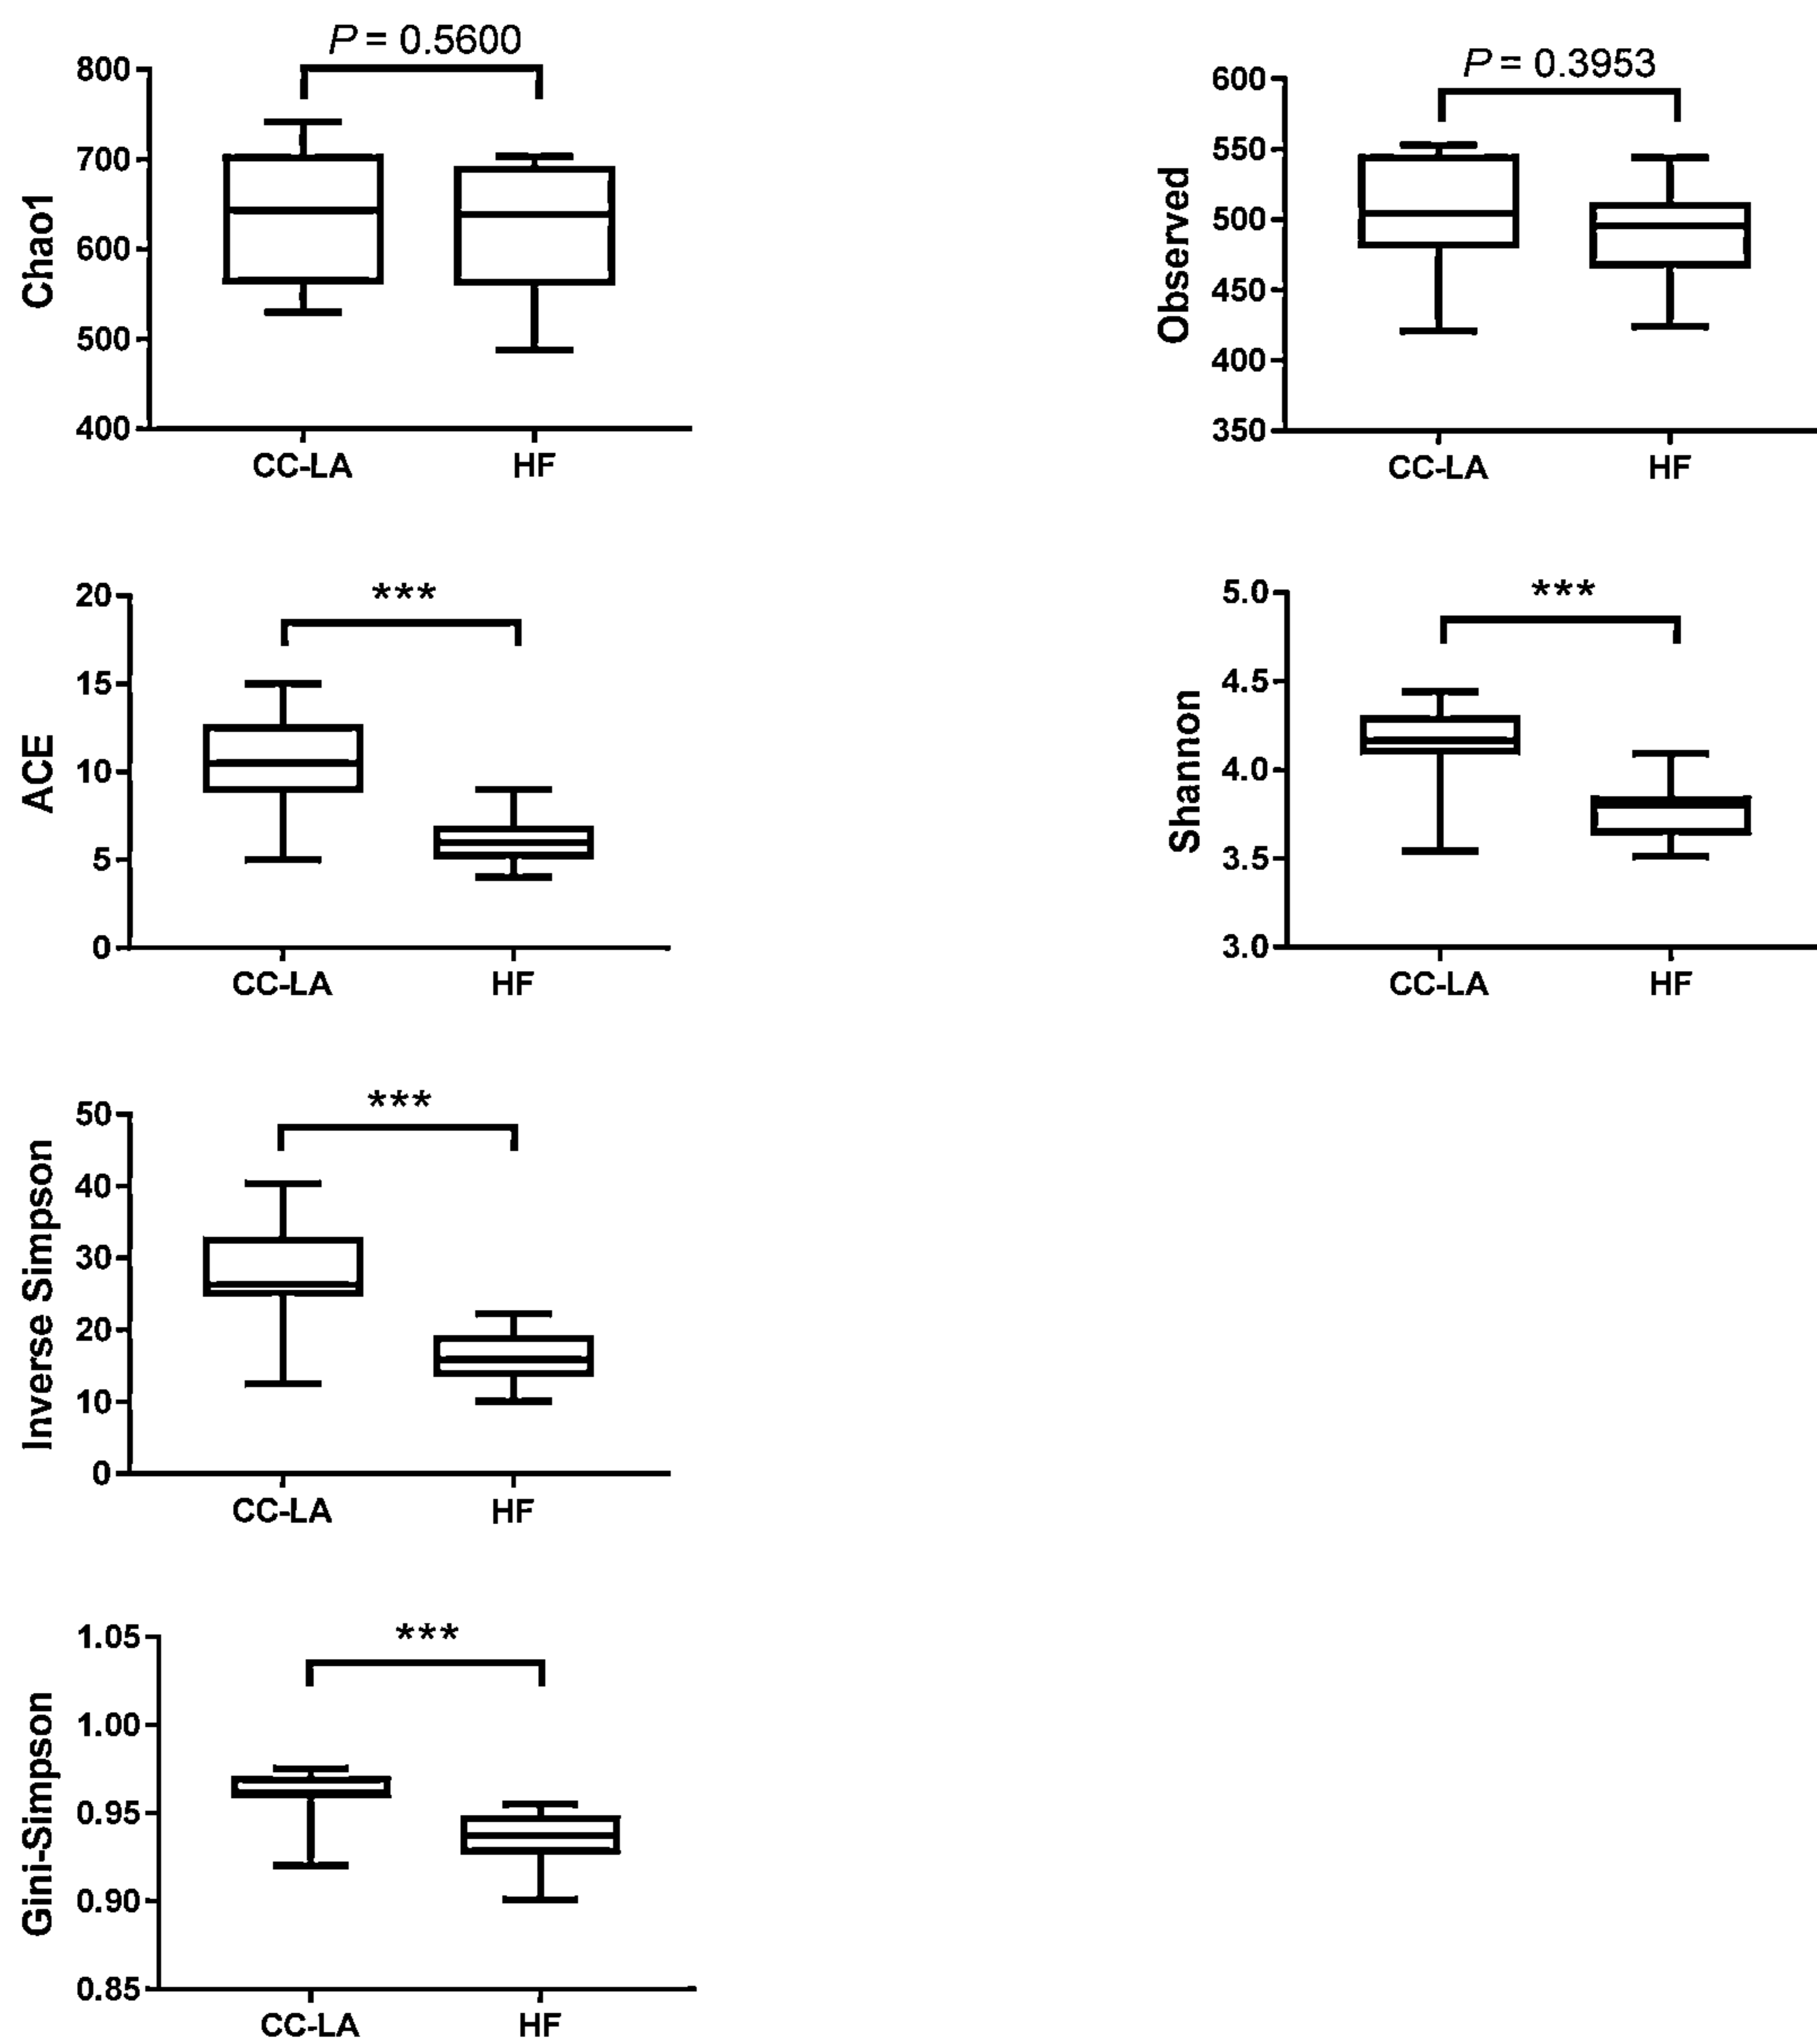 P = 0.5600
Chao1
800
700
600
500
400
CC-LA HF
P = 0.3953
Observed
600
550
500
450
400
350
CC-LA HF
***
ACE
20
15
10
5
0
CC-LA HF
***
Shannon
5.0
4.5
4.0
3.5
3.0
CC-LA HF
***
Inverse Simpson
50
40
30
20
10
0
CC-LA HF
***
Gini-Simpson
1.05
1.00
0.95
0.90
0.85
CC-LA HF